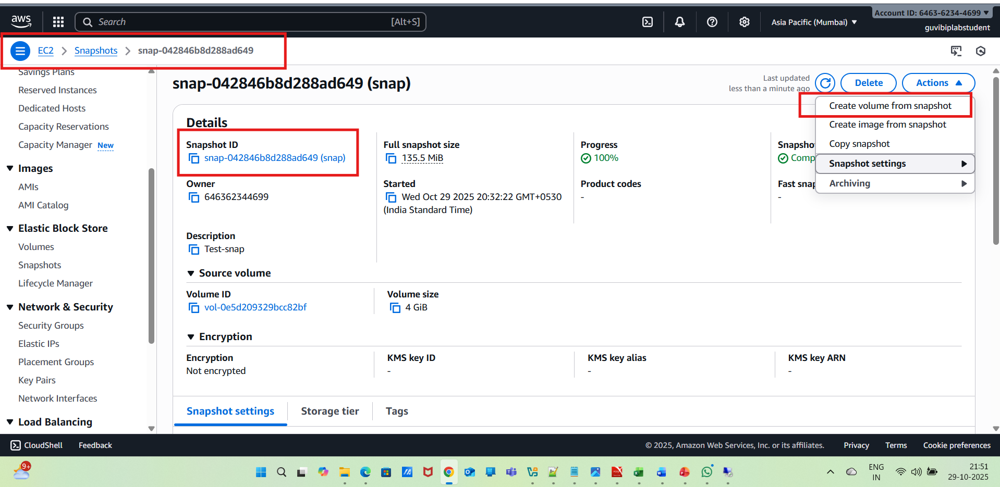 aws
Search
[Alt+S]
Asia Pacific (Mumbai)
Account ID: 6463-6234-4699
guvibiplabstudent
EC2
Snapshots
snap-042846b8d288ad649
Savings Plans
Reserved Instances
Dedicated Hosts
Capacity Reservations
Capacity Manager New
Images
AMIs
AMI Catalog
Elastic Block Store
Volumes
Snapshots
Lifecycle Manager
Network & Security
Security Groups
Elastic IPs
Placement Groups
Key Pairs
Network Interfaces
Load Balancing
snap-042846b8d288ad649 (snap)
Last updated
less than a minute ago
Delete
Actions
Create volume from snapshot
Create image from snapshot
Copy snapshot
Snapshot settings
Archiving
Details
Snapshot ID
snap-042846b8d288ad649 (snap)
Full snapshot size
135.5 MiB
Progress
100%
Snapsho
Comp
Owner
646362344699
Started
Wed Oct 29 2025 20:32:22 GMT+0530
(India Standard Time)
Product codes
-
Fast snap
-
Description
Test-snap
Source volume
Volume ID
vol-0e5d209329bcc82bf
Volume size
4 GiB
Encryption
Encryption
Not encrypted
KMS key ID
-
KMS key alias
-
KMS key ARN
-
Snapshot settings
Storage tier
Tags
CloudShell
Feedback
© 2025, Amazon Web Services, Inc. or its affiliates.
Privacy
Terms
Cookie preferences
9+
ENG
IN
21:51
29-10-2025